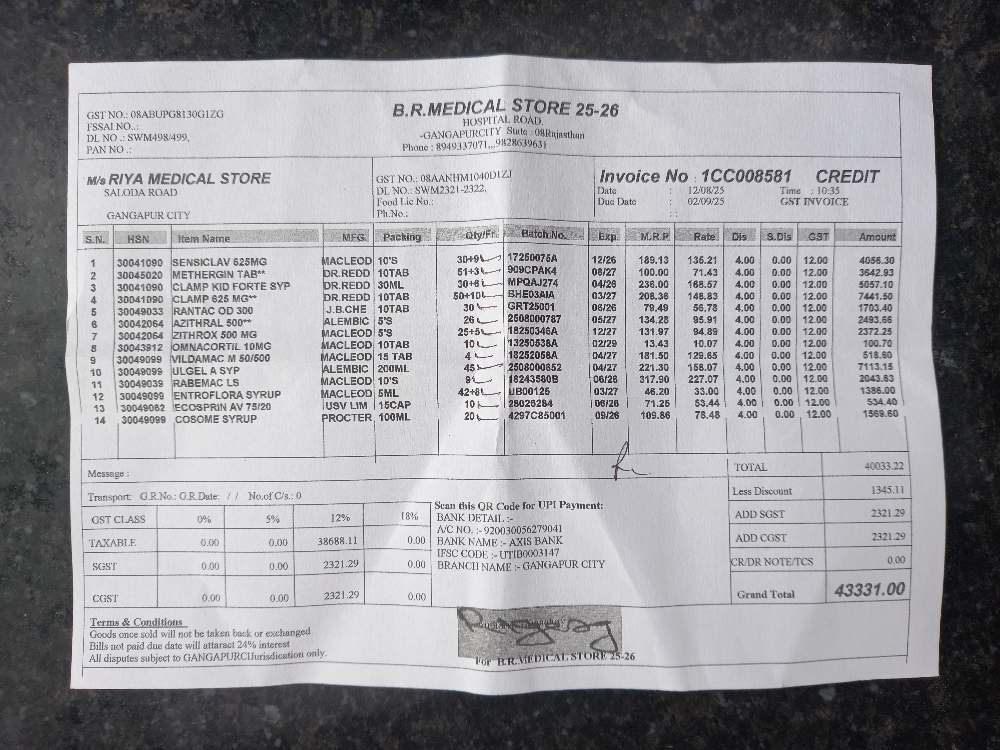 GST NO.: 08ABUPG8130G1ZG
FSSAI NO..:
DL NO .: SWM498/499,
PAN NO .:
B.R.MEDICAL STORE 25-26
HOSPITAL ROAD.
-GANGAPURCITY State : 08Rajasthan
Phone : 8949337071,,,9828639631
M/s RIYA MEDICAL STORE
SALODA ROAD
GANGAPUR CITY
GST NO.: 08AANHM1040D1ZJ
DL NO.: SWM2321-2322,
Food Lic No.:
Ph.No.:
Invoice No : 1CC008581 CREDIT
Date : 12/08/25 Time : 10:35
Due Date : 02/09/25 GST INVOICE
: :
S.N. HSN Item Name MFG Packing Qty/Fr. Batch No. Exp. M.R.P Rate Dis S.Dis GST Amount
1 30041090 SENSICLAV 625MG MACLEOD 10'S 30+9 17250075A 12/26 189.13 136.21 4.00 0.00 12.00 4056.30
2 30045020 METHERGIN TAB** DR.REDD 10TAB 51+3 909CPAK4 08/27 100.00 71.43 4.00 0.00 12.00 3642.93
3 30041090 CLAMP KID FORTE SYP DR.REDD 30ML 30+8 MPQAJ274 04/26 236.00 168.57 4.00 0.00 12.00 5057.10
4 30041090 CLAMP 625 MG** DR.REDD 10TAB 50+10 BHE03AIA 03/27 208.36 148.83 4.00 0.00 12.00 7441.50
5 30049033 RANTAC OD 300 J.B.CHE 10TAB 30 GRT25001 06/26 79.49 56.78 4.00 0.00 12.00 1703.40
6 30042064 AZITHRAL 500** ALEMBIC 5'S 26 2508000787 05/27 134.28 95.91 4.00 0.00 12.00 2493.66
7 30042064 ZITHROX 500 MG MACLEOD 5'S 25+5 18250346A 12/27 131.97 94.89 4.00 0.00 12.00 2372.25
8 30043912 OMNACORTIL 10MG MACLEOD 10TAB 10 13250538A 02/29 13.43 10.07 4.00 0.00 12.00 100.70
9 30049099 VILDAMAC M 50/500 MACLEOD 15 TAB 4 18252058A 04/27 181.50 129.65 4.00 0.00 12.00 518.60
10 30049099 ULGEL A SYP ALEMBIC 200ML 45 2508000852 04/27 221.30 158.07 4.00 0.00 12.00 7113.15
11 30049039 RABEMAC LS MACLEOD 10'S 9 18243580B 06/26 317.90 227.07 4.00 0.00 12.00 2043.63
12 30049099 ENTROFLORA SYRUP MACLEOD 5ML 42+8 UB00125 03/27 46.20 33.00 4.00 0.00 12.00 1386.00
13 30049082 ECOSPRIN AV 75/20 USV LIM 15CAP 10 28025284 06/26 71.25 53.44 4.00 0.00 12.00 534.40
14 30049099 COSOME SYRUP PROCTER 100ML 20 4297C85001 09/26 109.86 78.48 4.00 0.00 12.00 1569.60
Message :
Transport: G.R.No.: G.R.Date: / / No.of C/s.: 0
GST CLASS 0% 5% 12% 18%
TAXABLE 0.00 0.00 38688.11 0.00
SGST 0.00 0.00 2321.29 0.00
CGST 0.00 0.00 2321.29 0.00
Scan this QR Code for UPI Payment:
BANK DETAIL :-
A/C NO. :- 920030056279041
BANK NAME :- AXIS BANK
IFSC CODE :- UTIB0003147
BRANCH NAME :- GANGAPUR CITY
TOTAL 40033.22
Less Discount 1345.11
ADD SGST 2321.29
ADD CGST 2321.29
CR/DR NOTE/TCS 0.00
Grand Total 43331.00
Terms & Conditions
Goods once sold will not be taken back or exchanged
Bills not paid due date will attaract 24% interest
All disputes subject to GANGAPURCIJurisdication only.
For B.R.MEDICAL STORE 25-26